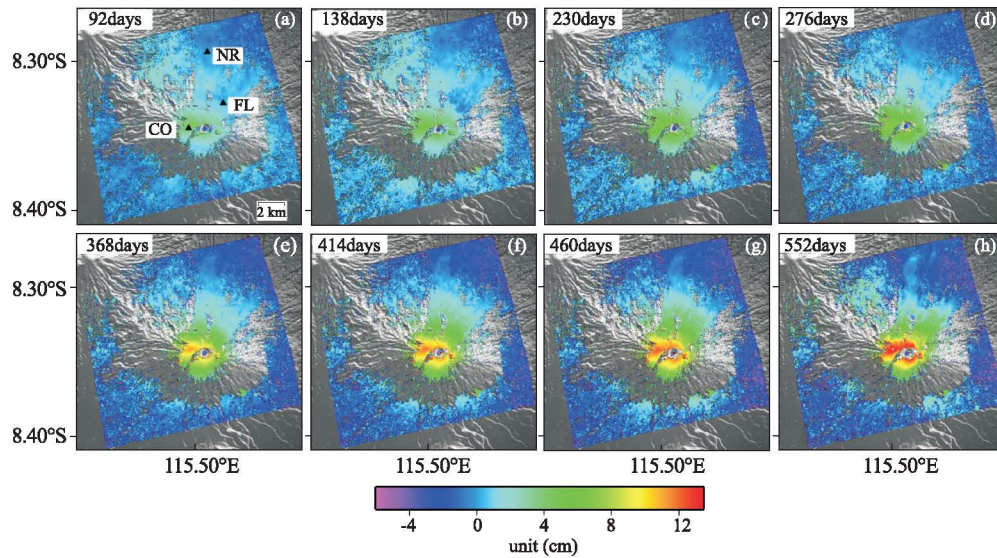 92days (a)
138days (b)
230days (c)
276days (d)
8.30°S
NR
FL
CO
8.40°S
2 km
368days (e)
414days (f)
460days (g)
552days (h)
8.30°S
8.40°S
115.50°E
115.50°E
115.50°E
115.50°E
-4 0 4 8 12
unit (cm)